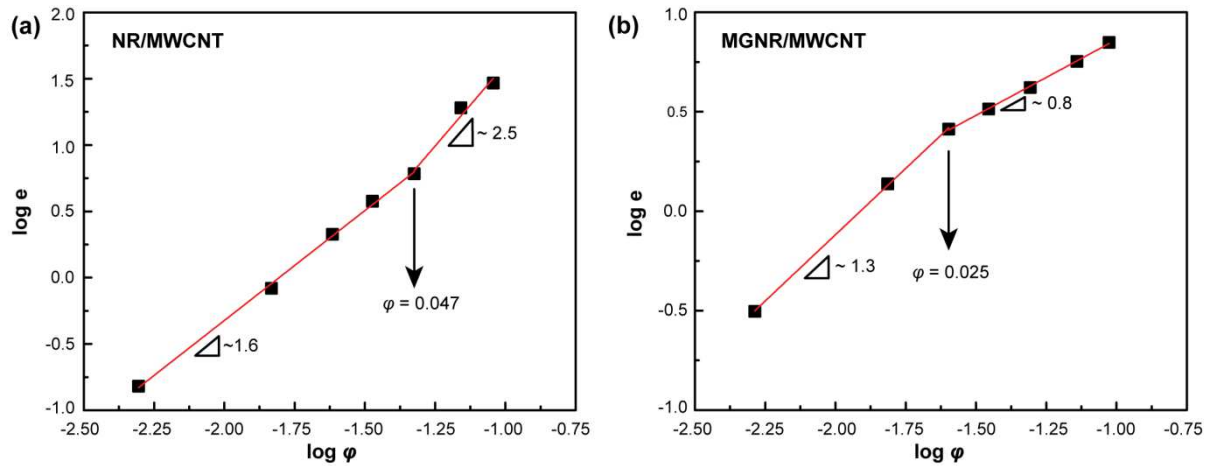 (a)
NR/MWCNT
2.0
1.5
1.0
0.5
0.0
-0.5
-1.0
log e
~ 2.5
~1.6
φ = 0.047
-2.50 -2.25 -2.00 -1.75 -1.50 -1.25 -1.00 -0.75
log φ
(b)
MGNR/MWCNT
1.0
0.5
0.0
-0.5
-1.0
log e
~ 0.8
~ 1.3
φ = 0.025
-2.50 -2.25 -2.00 -1.75 -1.50 -1.25 -1.00 -0.75
log φ